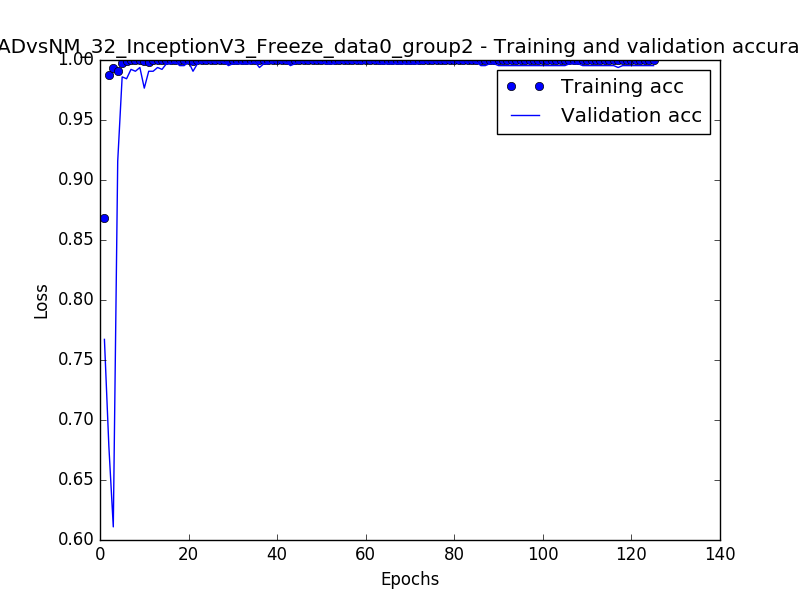 ADvsNM_32_InceptionV3_Freeze_data0_group2 - Training and validation accura
1.00
0.95
0.90
0.85
0.80
0.75
0.70
0.65
0.60
Loss
Training acc
Validation acc
0 20 40 60 80 100 120 140
Epochs